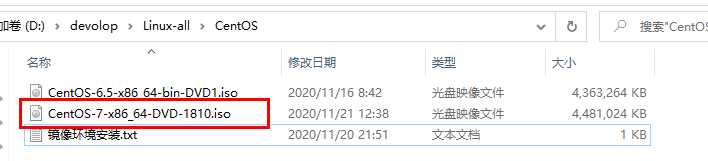 加卷 (D:) > devolop > Linux-all > CentOS 搜索"CentOS
名称 修改日期 类型 大小
CentOS-6.5-x86_64-bin-DVD1.iso 2020/11/16 8:42 光盘映像文件 4,363,264 KB
CentOS-7-x86_64-DVD-1810.iso 2020/11/21 12:38 光盘映像文件 4,481,024 KB
镜像环境安装.txt 2020/11/20 21:51 文本文档 1 KB